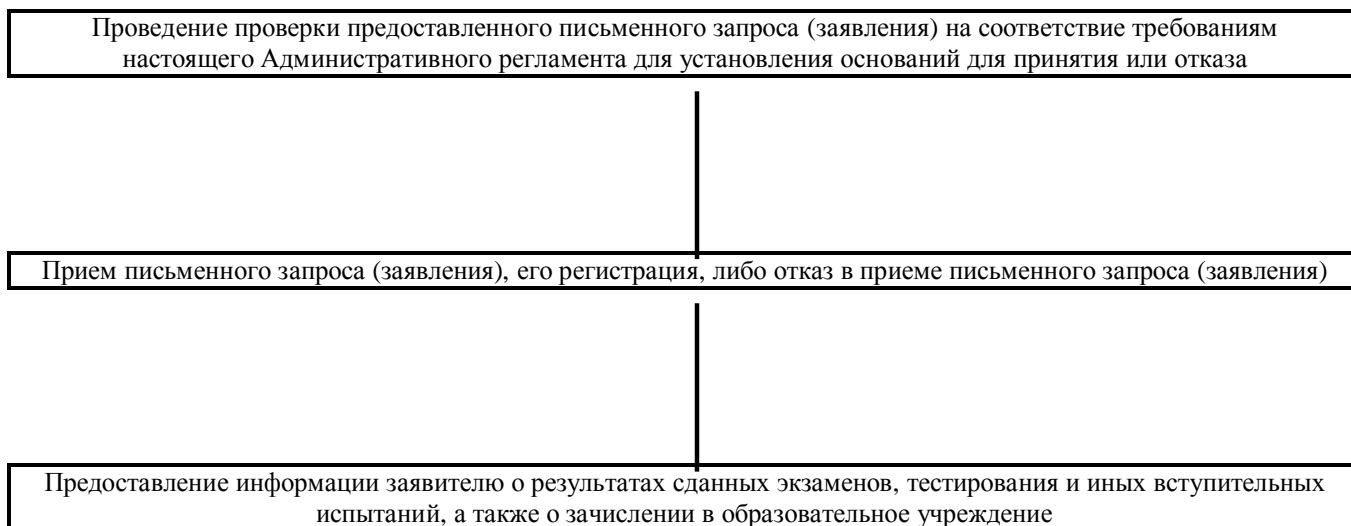 Проведение проверки предоставленного письменного запроса (заявления) на соответствие требованиям
настоящего Административного регламента для установления оснований для принятия или отказа
Прием письменного запроса (заявления), его регистрация, либо отказ в приеме письменного запроса (заявления)
Предоставление информации заявителю о результатах сданных экзаменов, тестирования и иных вступительных
испытаний, а также о зачислении в образовательное учреждение